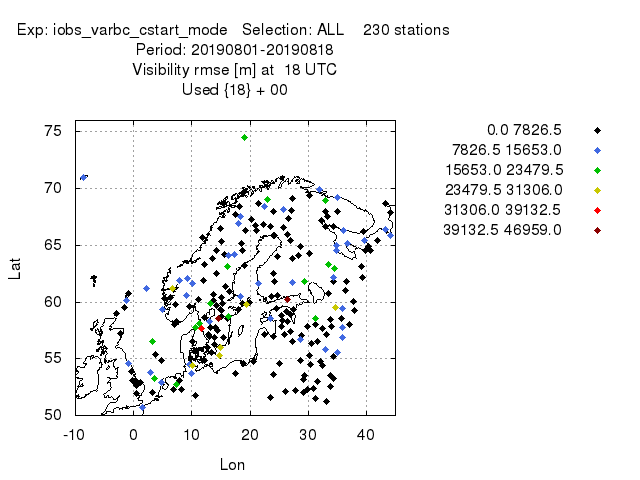 Exp: iobs_varbc_cstart_mode   Selection: ALL    230 stations
Period: 20190801-20190818
Visibility rmse [m] at  18 UTC
Used {18} + 00
0.0 7826.5
7826.5 15653.0
15653.0 23479.5
23479.5 31306.0
31306.0 39132.5
39132.5 46959.0
75
70
65
60
55
50
Lat
-10 0 10 20 30 40
Lon